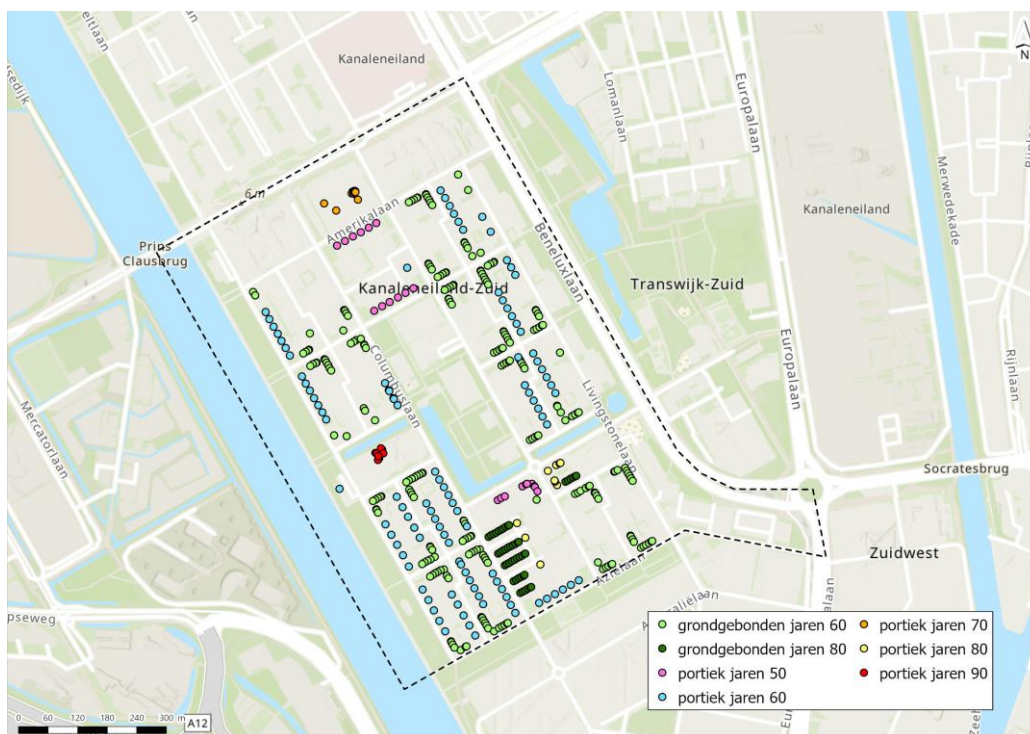 Kanaleneiland
N
Lomanlaan
Europalaan
Merwedekade
6 m
Amerikalaan
Kanaleneiland
Prins
Clausbrug
Beneluxlaan
Kanaleneiland-Zuid
Transwijk-Zuid
Columbuslaan
Europalaan
Rijnlaan
Livingstonelaan
Mercatorlaan
Socratesbrug
Zuidwest
Azielaan
grondgebonden jaren 60
grondgebonden jaren 80
portiek jaren 50
portiek jaren 60
portiek jaren 70
portiek jaren 80
portiek jaren 90
0 60 120 180 240 300 m
A12